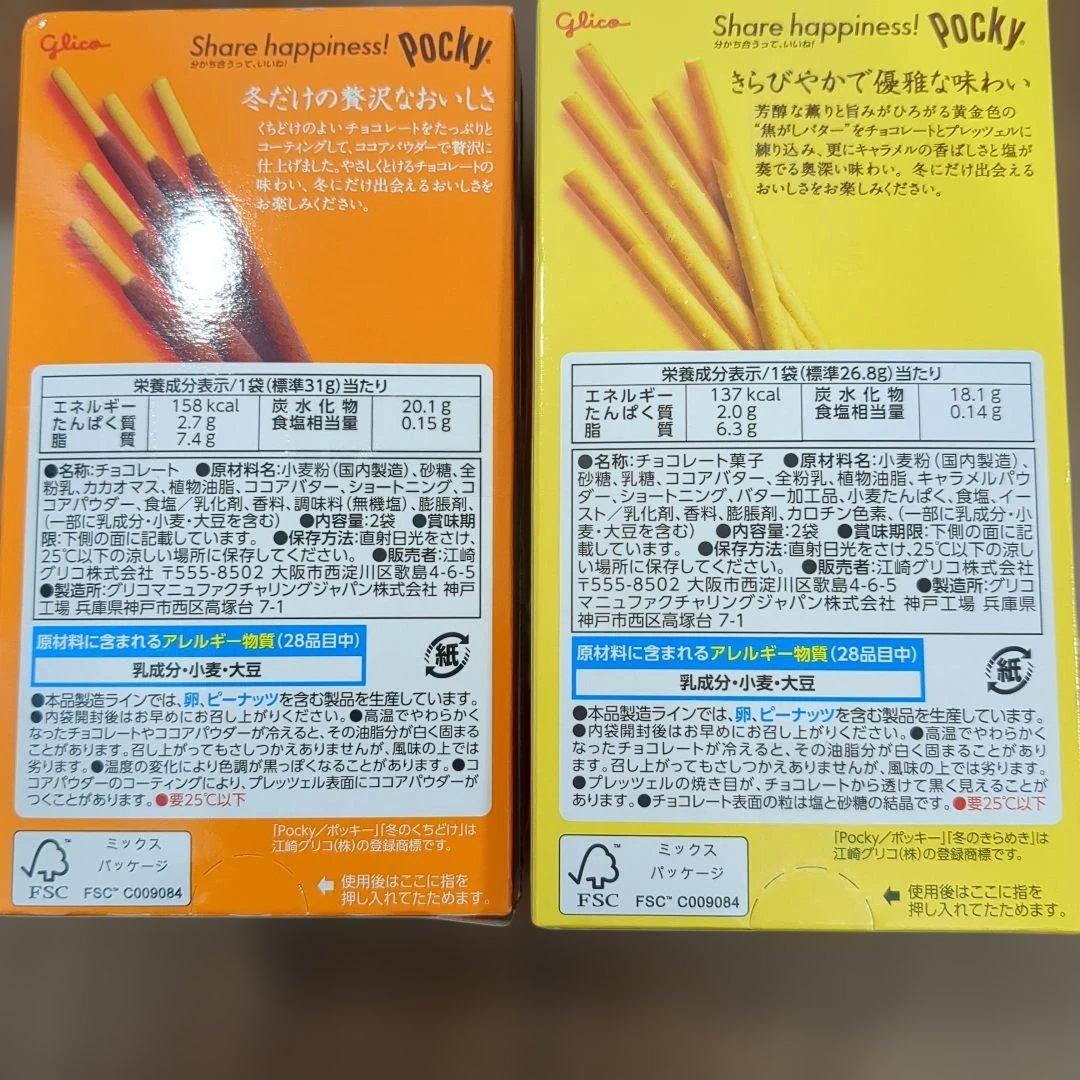 Glico
Share happiness!
分かち合うって、いいね!
Pocky®
冬だけの贅沢なおいしさ
くちどけのよいチョコレートをたっぷりと
コーティングして、ココアパウダーで贅沢に
仕上げました。やさしくとけるチョコレートの
味わい、冬にだけ出会えるおいしさを
お楽しみください。
栄養成分表示/1袋(標準31g)当たり
エネルギー 158kcal 炭水化物 20.1g
たんぱく質 2.7g 食塩相当量 0.15g
脂質 7.4g
●名称:チョコレート ●原材料名:小麦粉(国内製造)、砂糖、全
粉乳、カカオマス、植物油脂、ココアバター、ショートニング、コ
コアパウダー、食塩/乳化剤、香料、調味料(無機塩)、膨脹剤、
(一部に乳成分・小麦・大豆を含む) ●内容量:2袋 ●賞味期
限:下側の面に記載しています。 ●保存方法:直射日光をさけ、
25℃以下の涼しい場所に保存してください。 ●販売者:江崎
グリコ株式会社 〒555-8502 大阪市西淀川区歌島4-6-5
●製造所:グリコマニュファクチャリングジャパン株式会社 神戸
工場 兵庫県神戸市西区高塚台 7-1
原材料に含まれるアレルギー物質(28品目中)
乳成分・小麦・大豆
紙
●本品製造ラインでは、卵、ピーナッツを含む製品を生産しています。
●内袋開封後はお早めにお召し上がりください。●高温でやわらかく
なったチョコレートやココアパウダーが冷えると、その油脂分が白く固まる
ことがあります。召し上がってもさしつかえありませんが、風味の上では
劣ります。●温度の変化により色調が黒っぽくなることがあります。●コ
コアパウダーのコーティングにより、プレッツェル表面にココアパウダーが
つくことがあります。●要25℃以下
FSC
ミックス
パッケージ
FSC™ C009084
「Pocky/ポッキー」「冬のくちどけ」は
江崎グリコ(株)の登録商標です。
使用後はここに指を
押し入れてたためます。
Glico
Share happiness!
分かち合うって、いいね!
Pocky®
きらびやかで優雅な味わい
芳醇な薫りと旨みがひろがる黄金色の
"焦がしバター"をチョコレートとプレッツェルに
練り込み、更にキャラメルの香ばしさと塩が
奏でる奥深い味わい。冬にだけ出会える
おいしさをお楽しみください。
栄養成分表示/1袋(標準26.8g)当たり
エネルギー 137kcal 炭水化物 18.1g
たんぱく質 2.0g 食塩相当量 0.14g
脂質 6.3g
●名称:チョコレート菓子 ●原材料名:小麦粉(国内製造)、
砂糖、乳糖、ココアバター、全粉乳、植物油脂、キャラメルパウ
ダー、ショートニング、バター加工品、小麦たんぱく、食塩、イー
スト/乳化剤、香料、膨脹剤、カロチン色素、(一部に乳成分・小
麦・大豆を含む) ●内容量:2袋 ●賞味期限:下側の面に記
載しています。 ●保存方法:直射日光をさけ、25℃以下の涼し
い場所に保存してください。 ●販売者:江崎グリコ株式会社
〒555-8502 大阪市西淀川区歌島4-6-5 ●製造所:グリコ
マニュファクチャリングジャパン株式会社 神戸工場 兵庫県
神戸市西区高塚台 7-1
原材料に含まれるアレルギー物質(28品目中)
乳成分・小麦・大豆
紙
●本品製造ラインでは、卵、ピーナッツを含む製品を生産しています。
●内袋開封後はお早めにお召し上がりください。●高温でやわらかく
なったチョコレートが冷えると、その油脂分が白く固まることがあり
ます。召し上がってもさしつかえありませんが、風味の上では劣ります。
●プレッツェルの焼き目が、チョコレートから透けて黒く見えることが
あります。●チョコレート表面の粒は塩と砂糖の結晶です。●要25℃以下
FSC
ミックス
パッケージ
FSC™ C009084
「Pocky/ポッキー」「冬のきらめき」は
江崎グリコ(株)の登録商標です。
使用後はここに指を
押し入れてたためます。